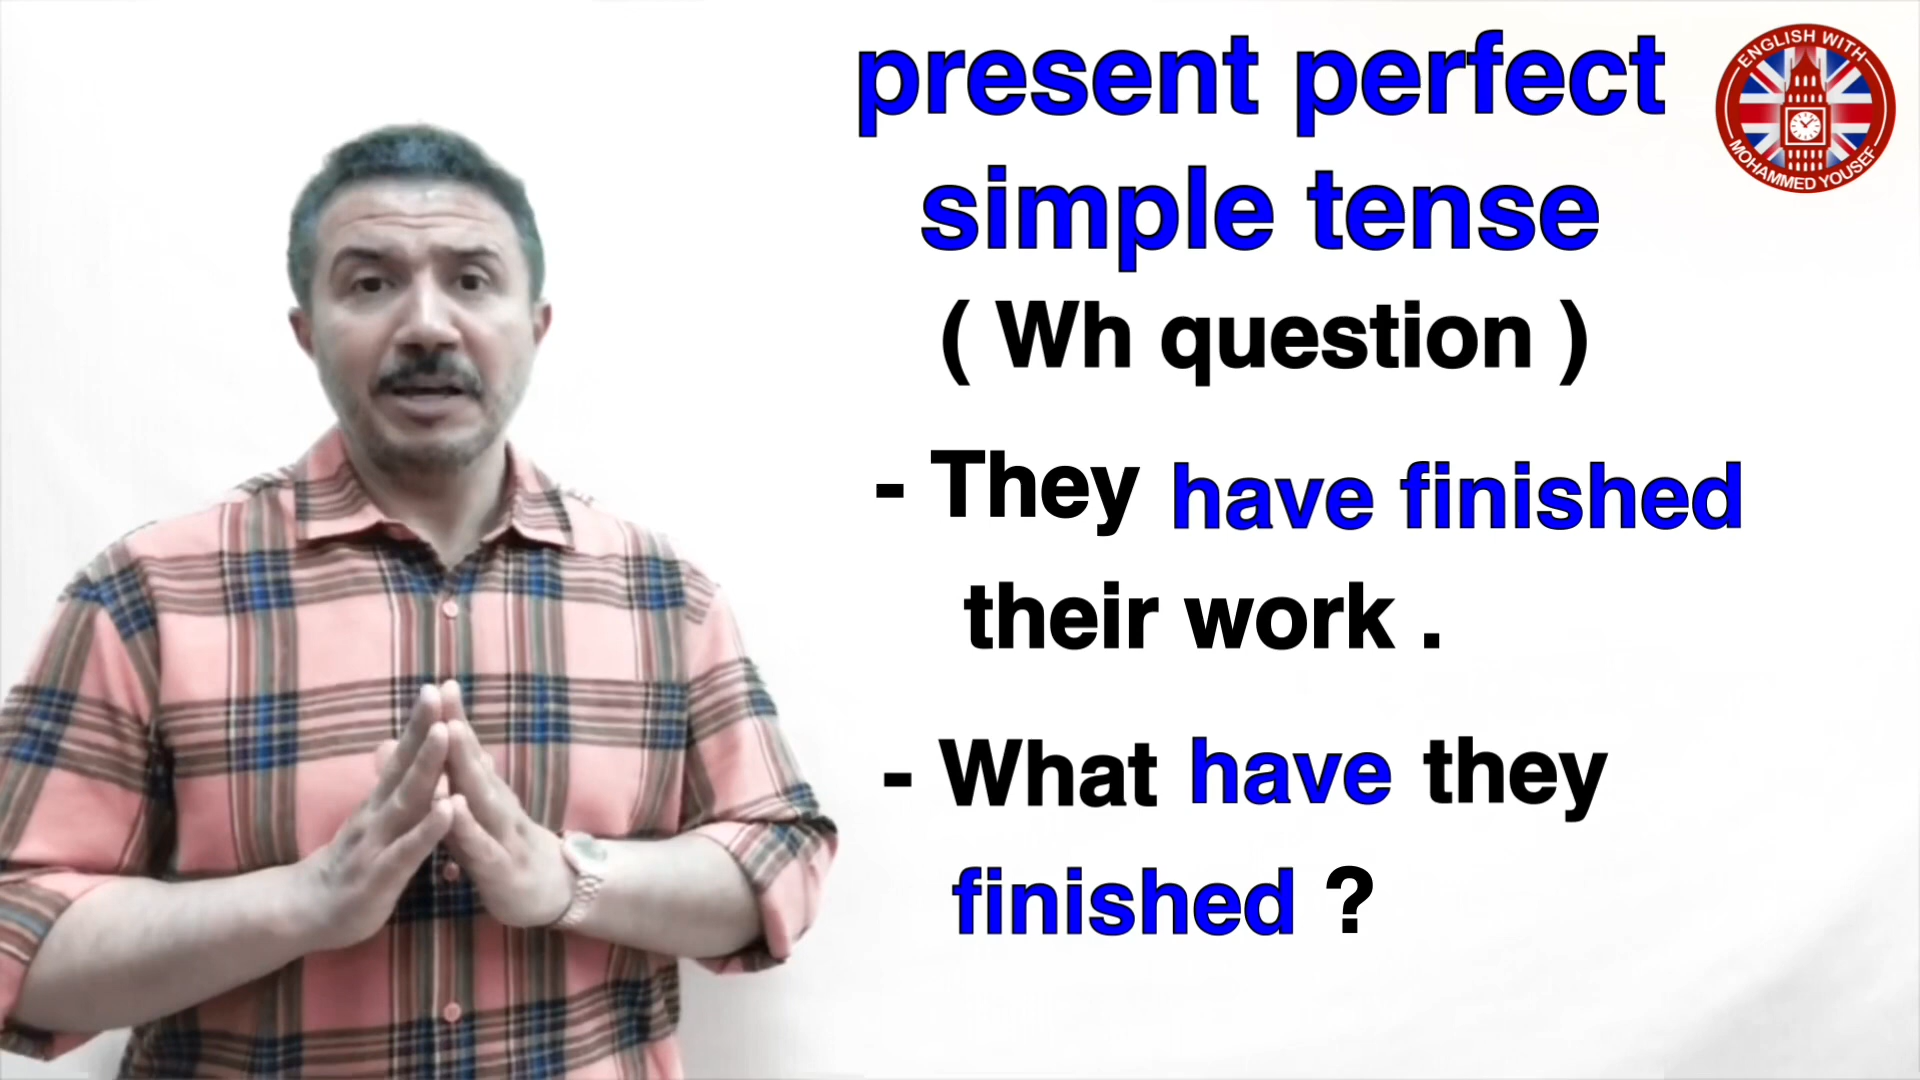 present perfect
simple tense
( Wh question )
- They have finished
their work .
- What have they
finished ?
ENGLISH WITH
MOHAMMED YOUSEF